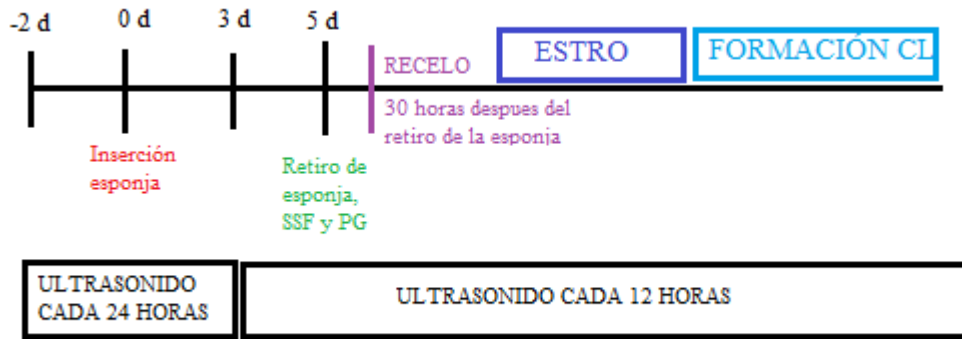 -2 d
0 d
3 d
5 d
RECELO
ESTRO
FORMACIÓN CL
30 horas despues del
retiro de la esponja
Inserción
esponja
Retiro de
esponja,
SSF y PG
ULTRASONIDO
CADA 24 HORAS
ULTRASONIDO CADA 12 HORAS